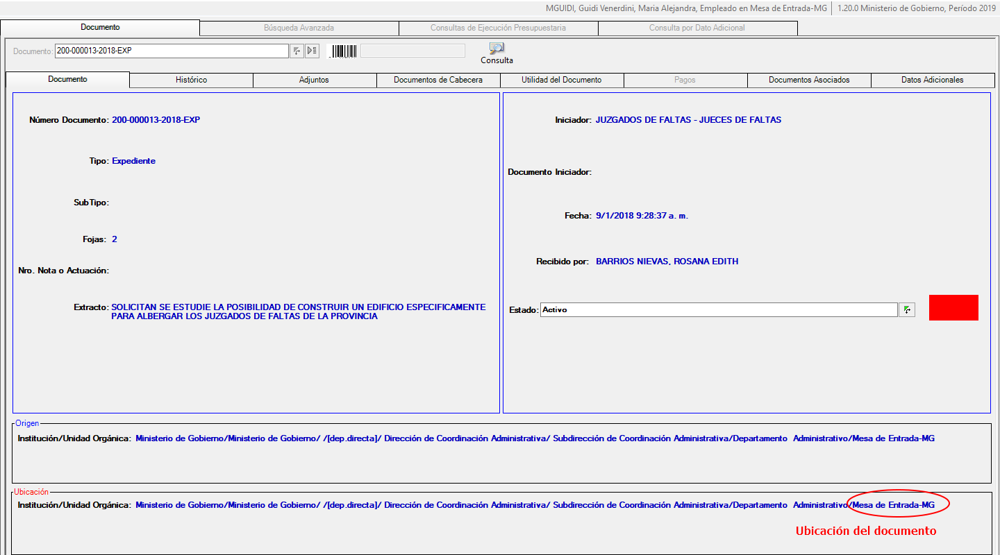 MGUIDI, Guidi Venerdini, Maria Alejandra, Empleado en Mesa de Entrada-MG | 1.20.0 Ministerio de Gobierno, Período 2019
Documento Búsqueda Avanzada Consultas de Ejecución Presupuestaria Consulta por Dato Adicional
Documento: 200-000013-2018-EXP
Consulta
Documento Histórico Adjuntos Documentos de Cabecera Utilidad del Documento Pagos Documentos Asociados Datos Adicionales
Número Documento: 200-000013-2018-EXP
Tipo: Expediente
SubTipo:
Fojas: 2
Nro. Nota o Actuación:
Extracto: SOLICITAN SE ESTUDIE LA POSIBILIDAD DE CONSTRUIR UN EDIFICIO ESPECIFICAMENTE
PARA ALBERGAR LOS JUZGADOS DE FALTAS DE LA PROVINCIA
Iniciador: JUZGADOS DE FALTAS - JUECES DE FALTAS
Documento Iniciador:
Fecha: 9/1/2018 9:28:37 a. m.
Recibido por: BARRIOS NIEVAS, ROSANA EDITH
Estado: Activo
Origen
Institución/Unidad Orgánica: Ministerio de Gobierno/Ministerio de Gobierno/ /[dep.directa]/ Dirección de Coordinación Administrativa/ Subdirección de Coordinación Administrativa/Departamento Administrativo/Mesa de Entrada-MG
Ubicación
Institución/Unidad Orgánica: Ministerio de Gobierno/Ministerio de Gobierno/ /[dep.directa]/ Dirección de Coordinación Administrativa/ Subdirección de Coordinación Administrativa/Departamento Administrativo/Mesa de Entrada-MG
Ubicación del documento